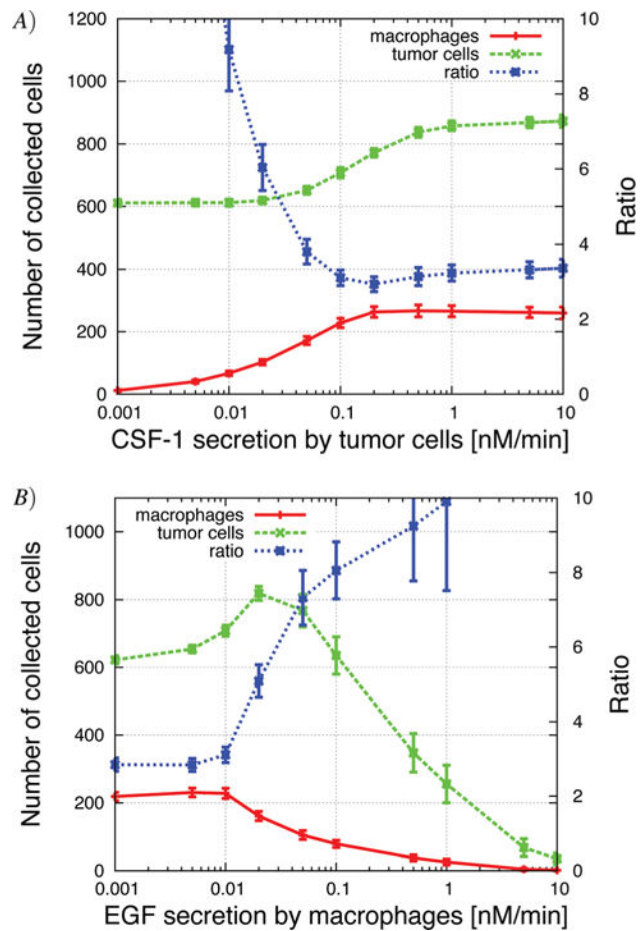 A)
macrophages
tumor cells
ratio
Number of collected cells
1200
1000
800
600
400
200
0
10
8
6
4
2
0
Ratio
0.001 0.01 0.1 1 10
CSF-1 secretion by tumor cells [nM/min]
B)
macrophages
tumor cells
ratio
Number of collected cells
1000
800
600
400
200
0
10
8
6
4
2
0
Ratio
0.001 0.01 0.1 1 10
EGF secretion by macrophages [nM/min]